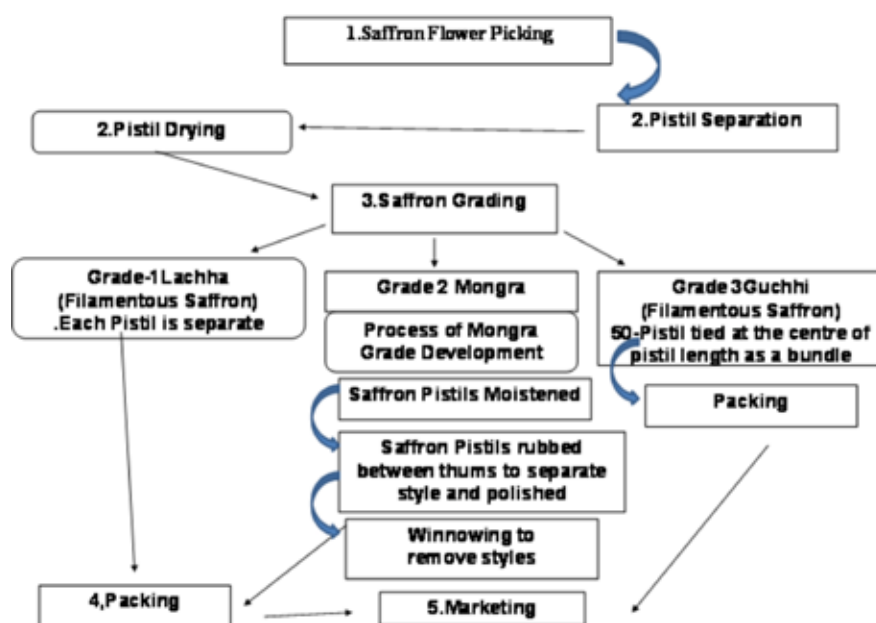 1.Saffron Flower Picking
2.Pistil Drying
2.Pistil Separation
3.Saffron Grading
Grade-1 Lachha
(Filamentous Saffron)
.Each Pistil is separate
Grade 2 Mongra
Process of Mongra
Grade Development
Saffron Pistils Moistened
Saffron Pistils rubbed
between thums to separate
style and polished
Winnowing to
remove styles
Grade 3Guchhi
(Filamentous Saffron)
50-Pistil tied at the centre of
pistil length as a bundle
Packing
4,Packing
5.Marketing